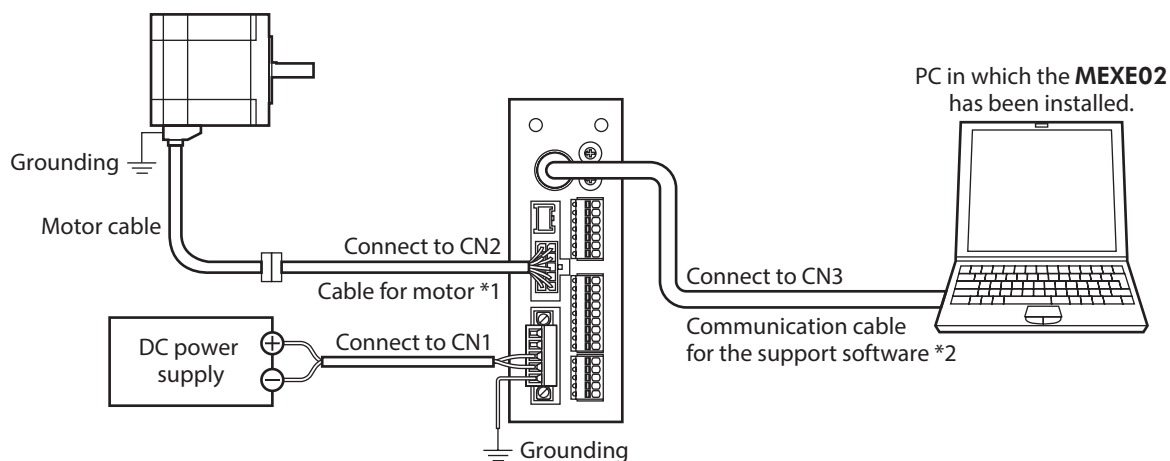 PC in which the MEXE02
has been installed.
Grounding
Motor cable
Connect to CN2
Cable for motor *1
Connect to CN3
Communication cable
for the support software *2
DC power
supply
+
−
Connect to CN1
Grounding